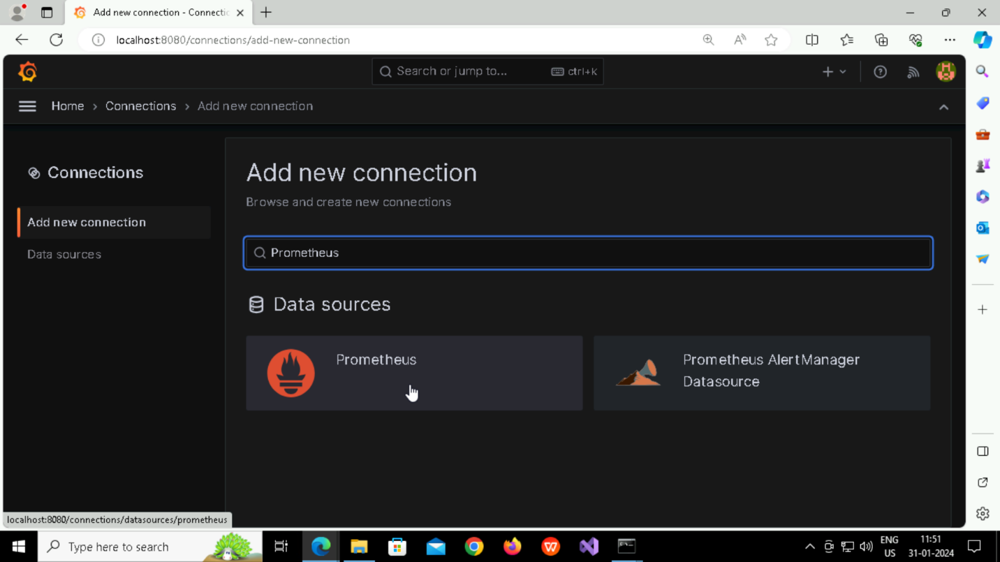 Add new connection - Connectio
localhost:8080/connections/add-new-connection
Search or jump to...
ctrl+k
Home › Connections › Add new connection
Connections
Add new connection
Data sources
Add new connection
Browse and create new connections
Prometheus
Data sources
Prometheus
Prometheus AlertManager
Datasource
localhost:8080/connections/datasources/prometheus
Type here to search
ENG
US
11:51
31-01-2024